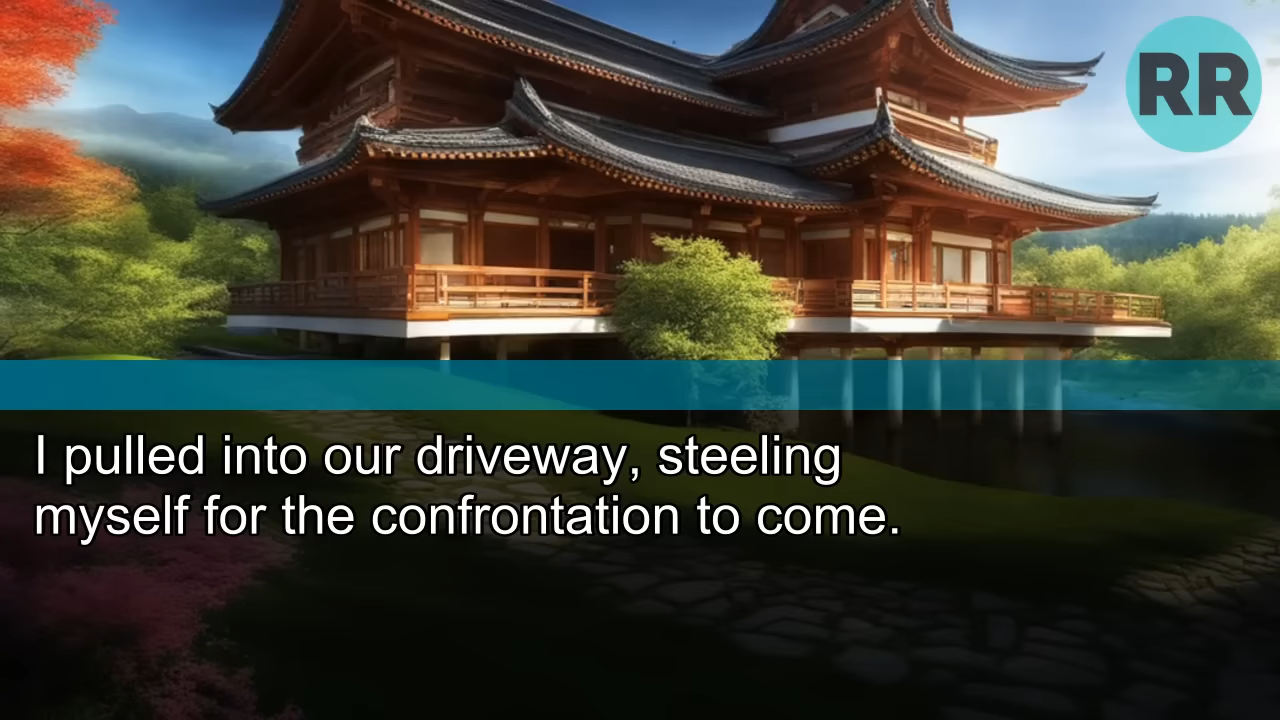 RR
I pulled into our driveway, steeling
myself for the confrontation to come.